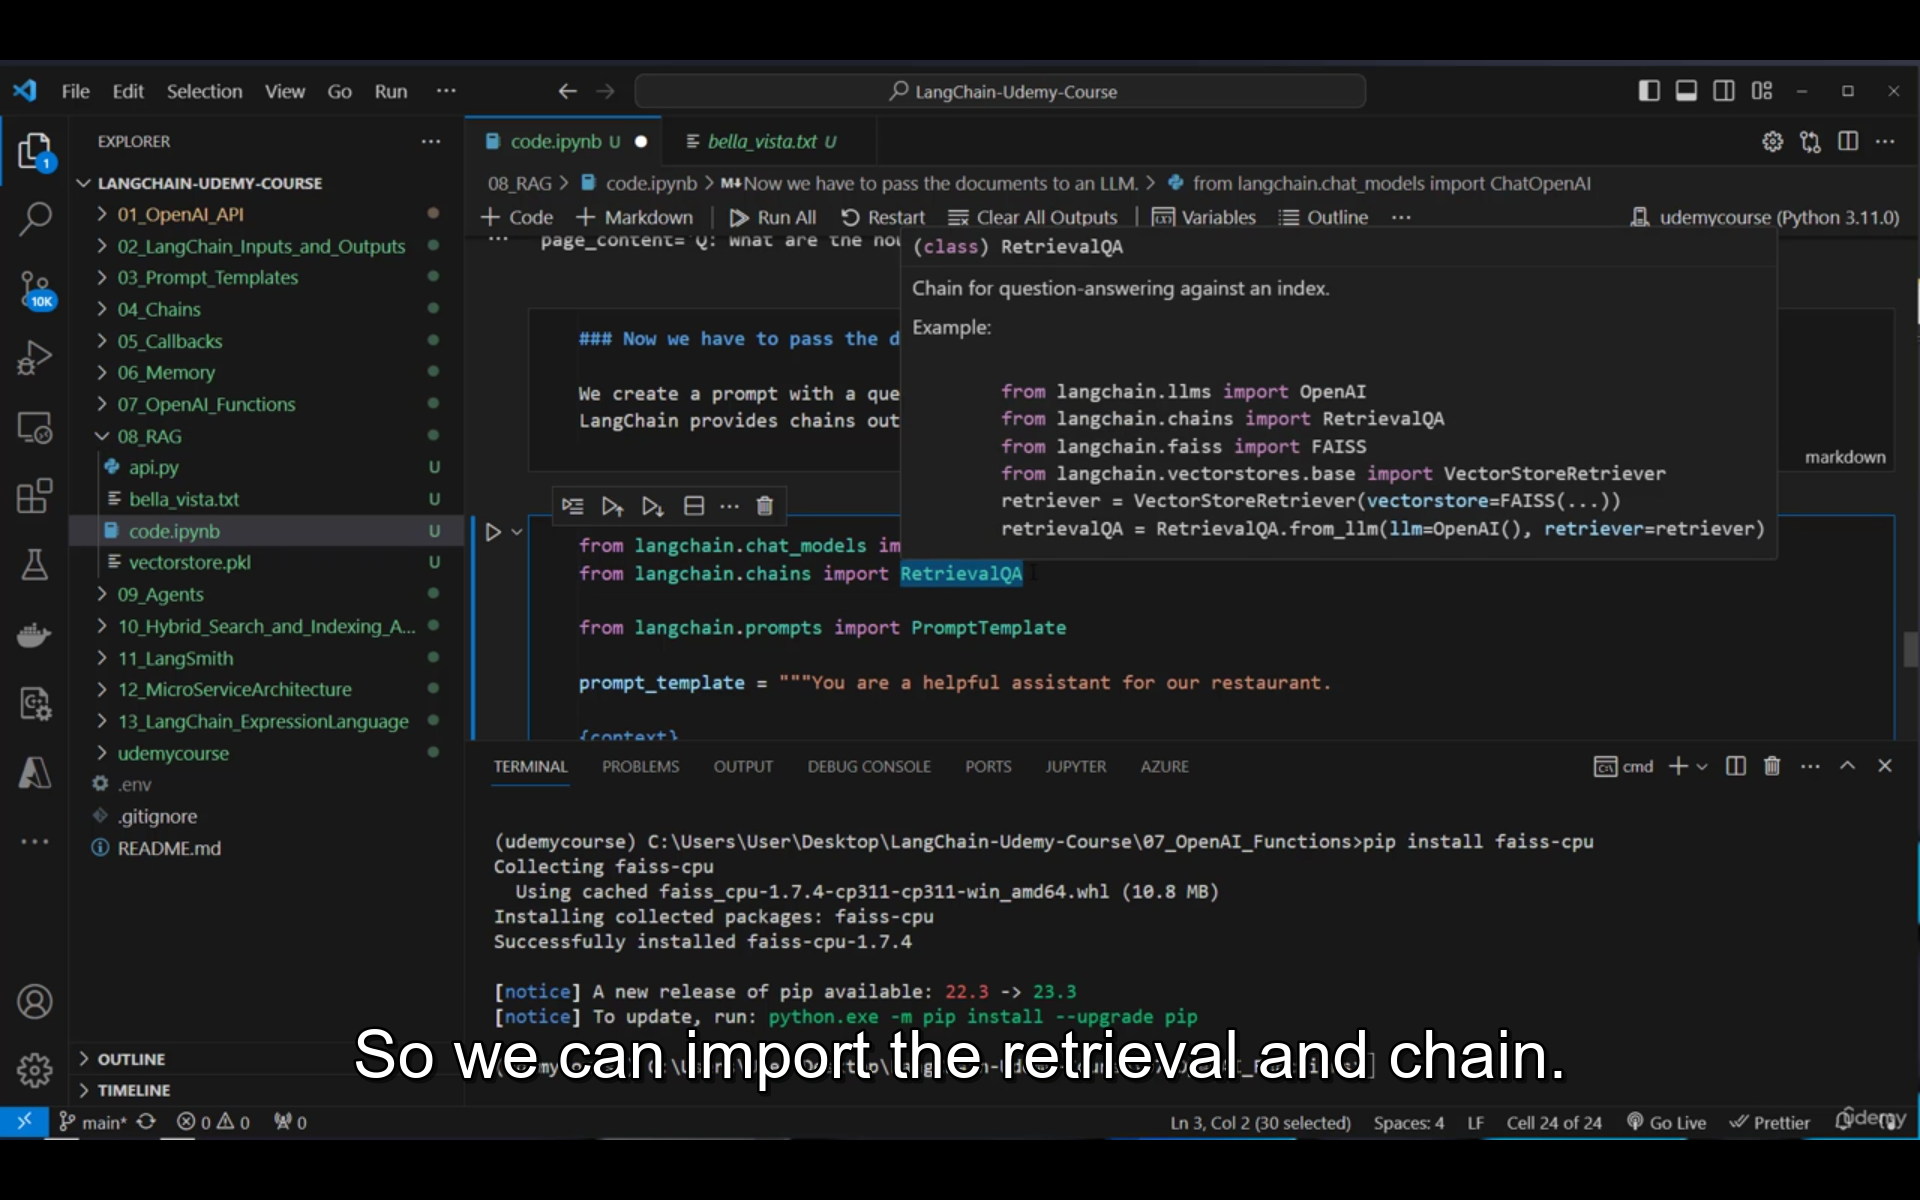 File Edit Selection View Go Run ···
LangChain-Udemy-Course
EXPLORER
1
10K
LANGCHAIN-UDEMY-COURSE
01_OpenAI_API
02_LangChain_Inputs_and_Outputs
03_Prompt_Templates
04_Chains
05_Callbacks
06_Memory
07_OpenAI_Functions
08_RAG
api.py U
bella_vista.txt U
code.ipynb U
vectorstore.pkl U
09_Agents
10_Hybrid_Search_and_Indexing_A...
11_LangSmith
12_MicroServiceArchitecture
13_LangChain_ExpressionLanguage
udemycourse
.env
.gitignore
README.md
OUTLINE
TIMELINE
code.ipynb U
bella_vista.txt U
08_RAG > code.ipynb > M↓Now we have to pass the documents to an LLM. > from langchain.chat_models import ChatOpenAI
+ Code + Markdown Run All Restart Clear All Outputs Variables Outline ···
udemycourse (Python 3.11.0)
page_content='Q: What are the
(class) RetrievalQA
Chain for question-answering against an index.
Example:
from langchain.llms import OpenAI
from langchain.chains import RetrievalQA
from langchain.faiss import FAISS
from langchain.vectorstores.base import VectorStoreRetriever
retriever = VectorStoreRetriever(vectorstore=FAISS(...))
retrievalQA = RetrievalQA.from_llm(llm=OpenAI(), retriever=retriever)
### Now we have to pass the d
We create a prompt with a que
LangChain provides chains out
markdown
from langchain.chat_models im
from langchain.chains import RetrievalQA
from langchain.prompts import PromptTemplate
prompt_template = """You are a helpful assistant for our restaurant.
{context}
TERMINAL PROBLEMS OUTPUT DEBUG CONSOLE PORTS JUPYTER AZURE
cmd
(udemycourse) C:\Users\User\Desktop\LangChain-Udemy-Course\07_OpenAI_Functions>pip install faiss-cpu
Collecting faiss-cpu
Using cached faiss_cpu-1.7.4-cp311-cp311-win_amd64.whl (10.8 MB)
Installing collected packages: faiss-cpu
Successfully installed faiss-cpu-1.7.4
[notice] A new release of pip available: 22.3 -> 23.3
[notice] To update, run: python.exe -m pip install --upgrade pip
So we can import the retrieval and chain.
main* 0 0 0
Ln 3, Col 2 (30 selected) Spaces: 4 LF Cell 24 of 24 Go Live Prettier
ûdemy